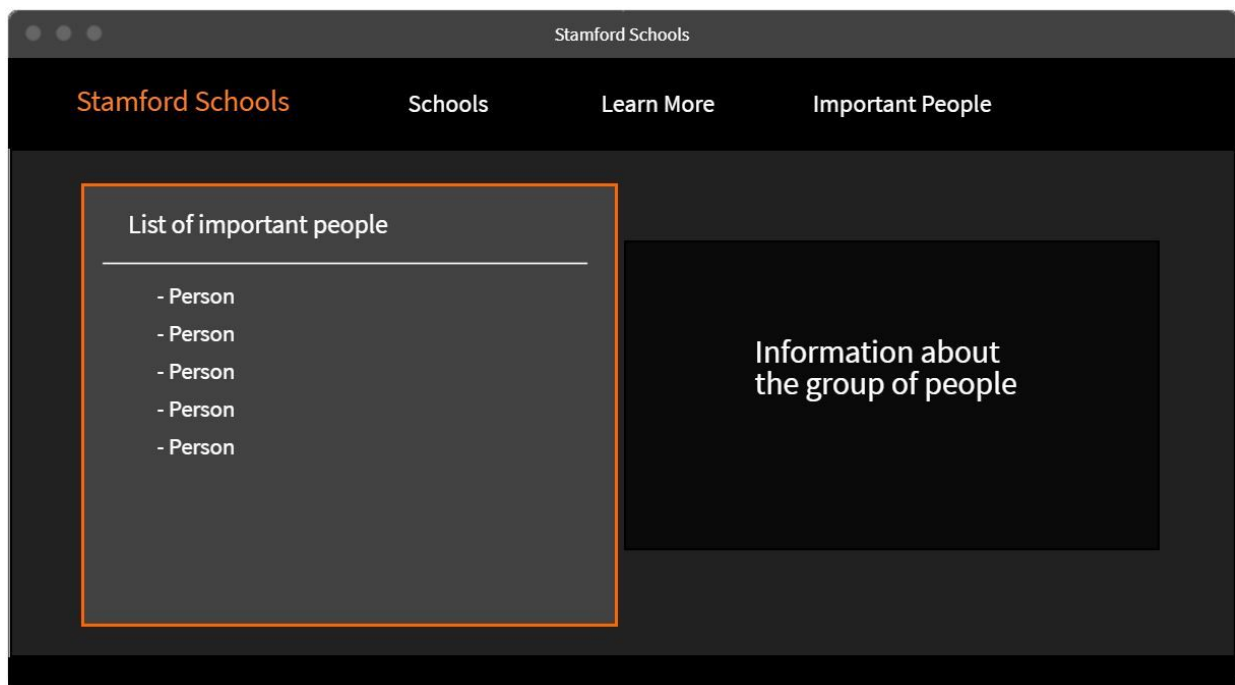 Stamford Schools
Stamford Schools
Schools
Learn More
Important People
List of important people
- Person
- Person
- Person
- Person
- Person
Information about
the group of people